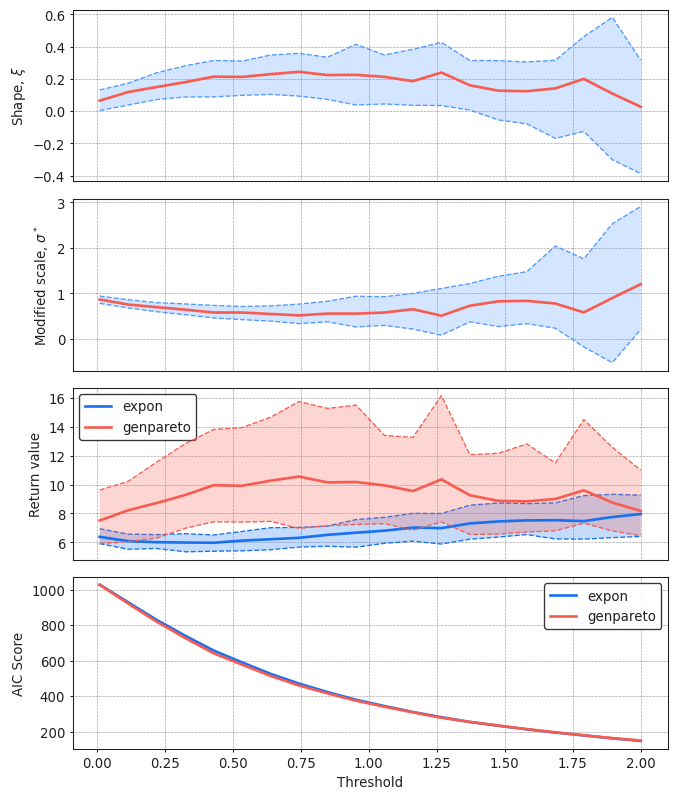 0.6
0.4
0.2
0.0
−0.2
−0.4
Shape, ξ
3
2
1
0
Modified scale, σ*
16
14
12
10
8
6
Return value
expon
genpareto
1000
800
600
400
200
AIC Score
expon
genpareto
0.00 0.25 0.50 0.75 1.00 1.25 1.50 1.75 2.00
Threshold